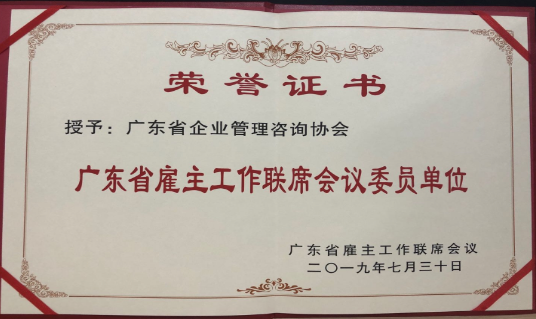 荣誉证书
授予：广东省企业管理咨询协会
广东省雇主工作联席会议委员单位
广东省雇主工作联席会议
二〇一九年七月三十日